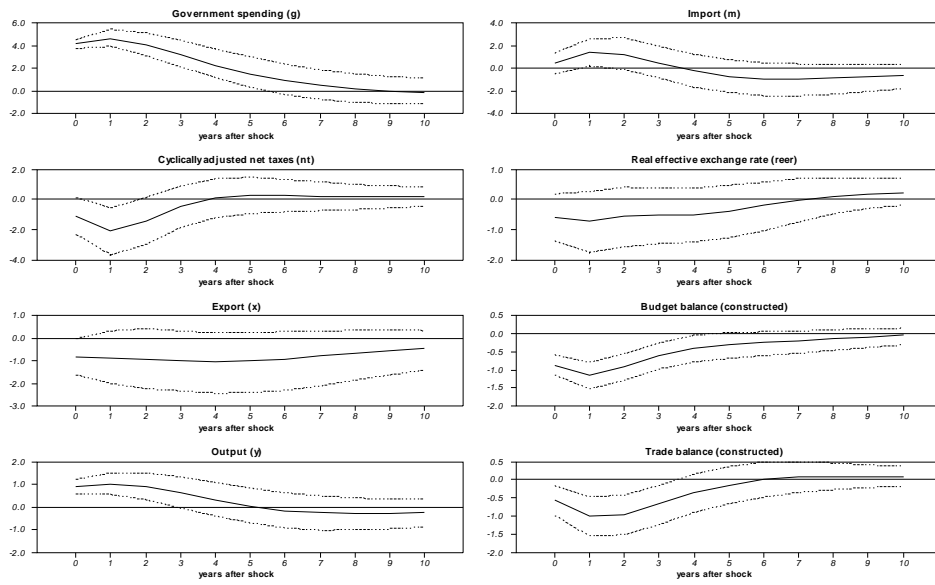 Government spending (g)
6.0
4.0
2.0
0.0
-2.0
0 1 2 3 4 5 6 7 8 9 10
years after shock
Import (m)
4.0
2.0
0.0
-2.0
-4.0
0 1 2 3 4 5 6 7 8 9 10
years after shock
Cyclically adjusted net taxes (nt)
2.0
0.0
-2.0
-4.0
0 1 2 3 4 5 6 7 8 9 10
years after shock
Real effective exchange rate (reer)
1.0
0.0
-1.0
-2.0
0 1 2 3 4 5 6 7 8 9 10
years after shock
Export (x)
1.0
0.0
-1.0
-2.0
-3.0
0 1 2 3 4 5 6 7 8 9 10
years after shock
Budget balance (constructed)
0.5
0.0
-0.5
-1.0
-1.5
-2.0
0 1 2 3 4 5 6 7 8 9 10
years after shock
Output (y)
2.0
1.0
0.0
-1.0
-2.0
0 1 2 3 4 5 6 7 8 9 10
years after shock
Trade balance (constructed)
0.5
0.0
-0.5
-1.0
-1.5
-2.0
0 1 2 3 4 5 6 7 8 9 10
years after shock